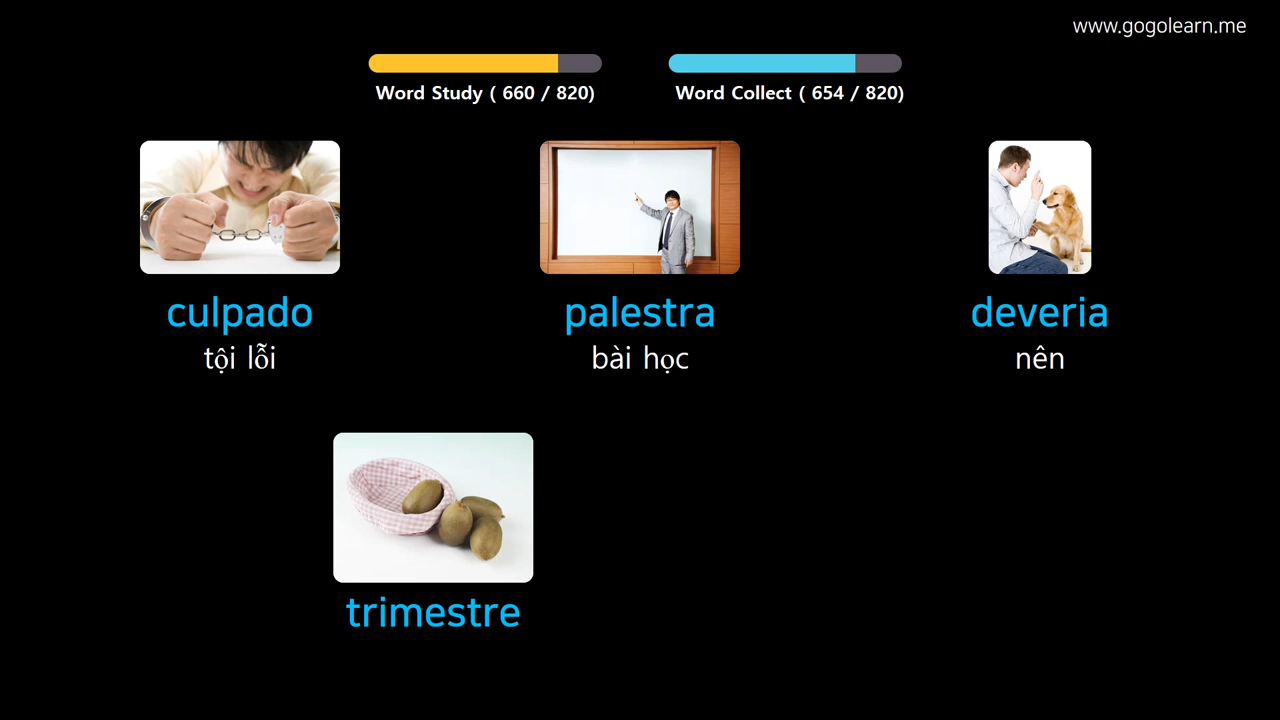 www.gogolearn.me
Word Study ( 660 / 820)
Word Collect ( 654 / 820)
culpado
tội lỗi
palestra
bài học
deveria
nên
trimestre